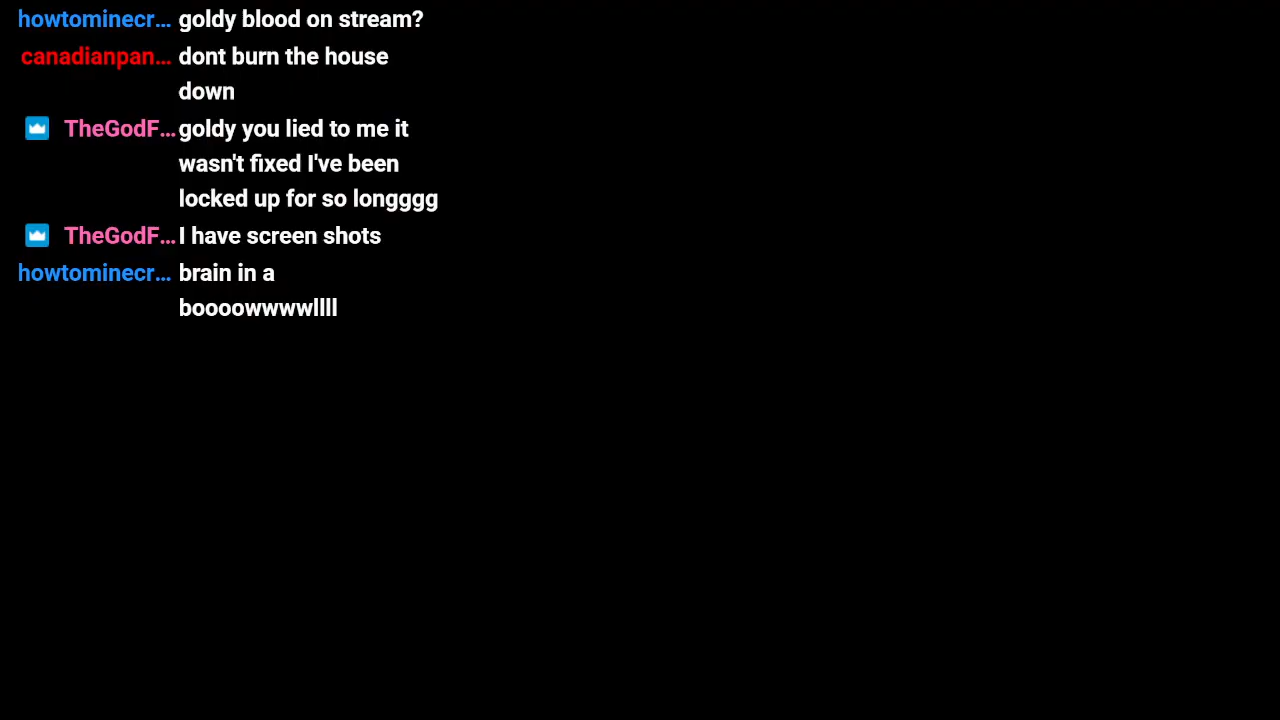 howtominecr… goldy blood on stream?
canadianpan… dont burn the house
down
TheGodF… goldy you lied to me it
wasn't fixed I've been
locked up for so longggg
TheGodF… I have screen shots
howtominecr… brain in a
boooowwwwllll